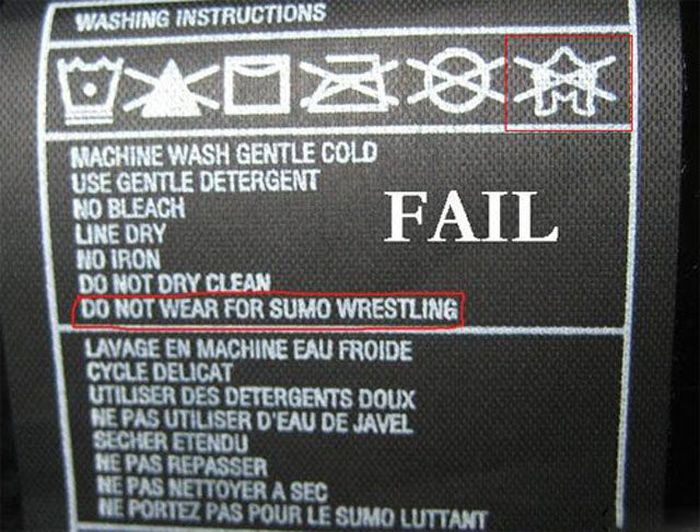 WASHING INSTRUCTIONS
MACHINE WASH GENTLE COLD
USE GENTLE DETERGENT
NO BLEACH
LINE DRY
NO IRON
DO NOT DRY CLEAN
DO NOT WEAR FOR SUMO WRESTLING
FAIL
LAVAGE EN MACHINE EAU FROIDE
CYCLE DELICAT
UTILISER DES DETERGENTS DOUX
NE PAS UTILISER D'EAU DE JAVEL
SECHER ETENDU
NE PAS REPASSER
NE PAS NETTOYER A SEC
NE PORTEZ PAS POUR LE SUMO LUTTANT